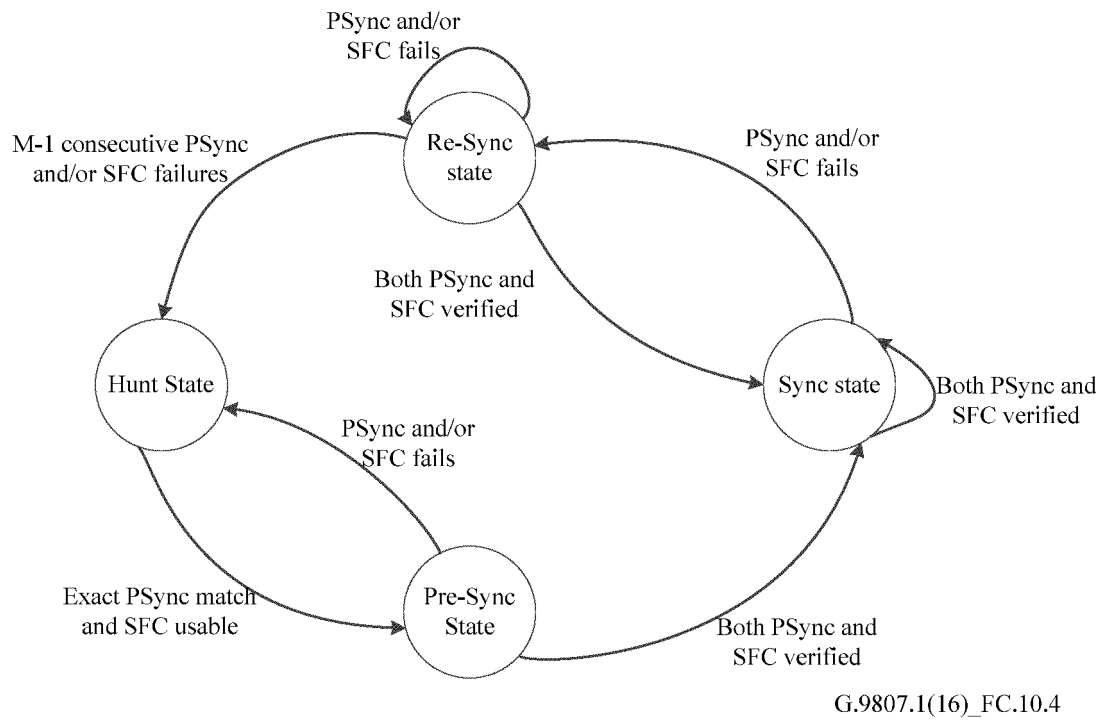 PSync and/or
SFC fails
M-1 consecutive PSync
and/or SFC failures
Re-Sync
state
PSync and/or
SFC fails
Both PSync and
SFC verified
Hunt State
Sync state
Both PSync and
SFC verified
PSync and/or
SFC fails
Exact PSync match
and SFC usable
Pre-Sync
State
Both PSync and
SFC verified
G.9807.1(16)_FC.10.4